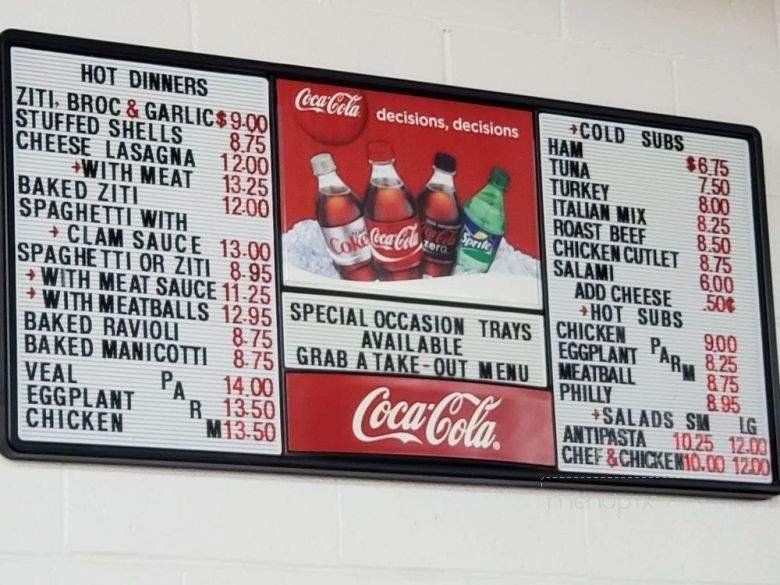 HOT DINNERS
ZITI, BROC & GARLIC $9.00
STUFFED SHELLS 8.75
CHEESE LASAGNA 12.00
→WITH MEAT 13.25
BAKED ZITI 12.00
SPAGHETTI WITH
→CLAM SAUCE 13.00
SPAGHETTI OR ZITI 8.95
→WITH MEAT SAUCE 11.25
→WITH MEATBALLS 12.95
BAKED RAVIOLI 8.75
BAKED MANICOTTI 8.75
VEAL PARM 14.00
EGGPLANT 13.50
CHICKEN 13.50
Coca-Cola
decisions, decisions
Coke Coca-Cola zero Sprite
SPECIAL OCCASION TRAYS
AVAILABLE
GRAB A TAKE-OUT MENU
Coca-Cola
→COLD SUBS
HAM $6.75
TUNA 7.50
TURKEY 8.00
ITALIAN MIX 8.25
ROAST BEEF 8.50
CHICKEN CUTLET 8.75
SALAMI 6.00
ADD CHEESE .50¢
→HOT SUBS
CHICKEN PARM 9.00
EGGPLANT 8.25
MEATBALL 8.75
PHILLY 8.95
→SALADS SM LG
ANTIPASTA 10.25 12.00
CHEF & CHICKEN 10.00 12.00
menupix